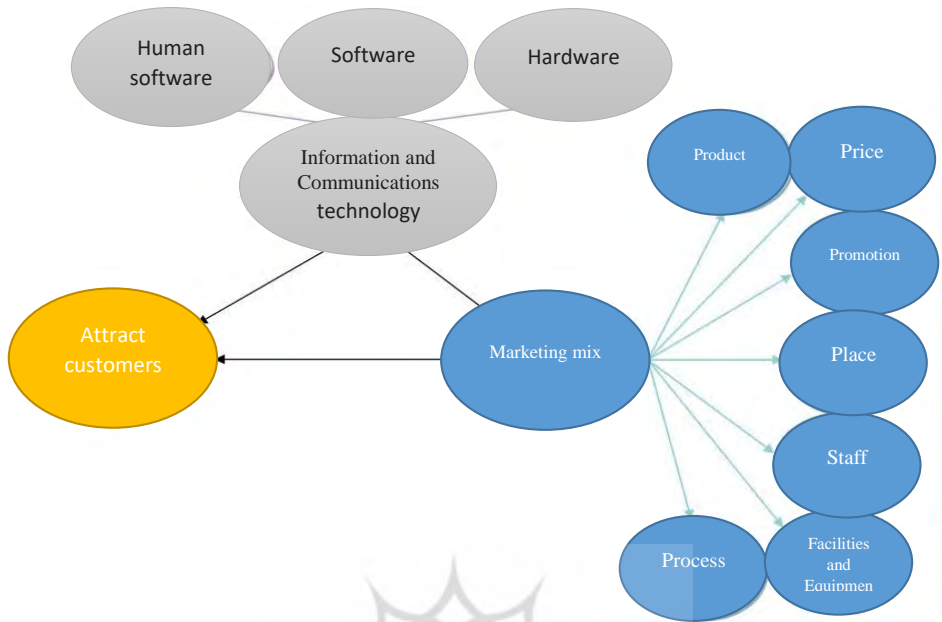 Human
software
Software
Hardware
Information and
Communications
technology
Product
Price
Promotion
Attract
customers
Marketing mix
Place
Staff
Process
Facilities
and
Equipmen